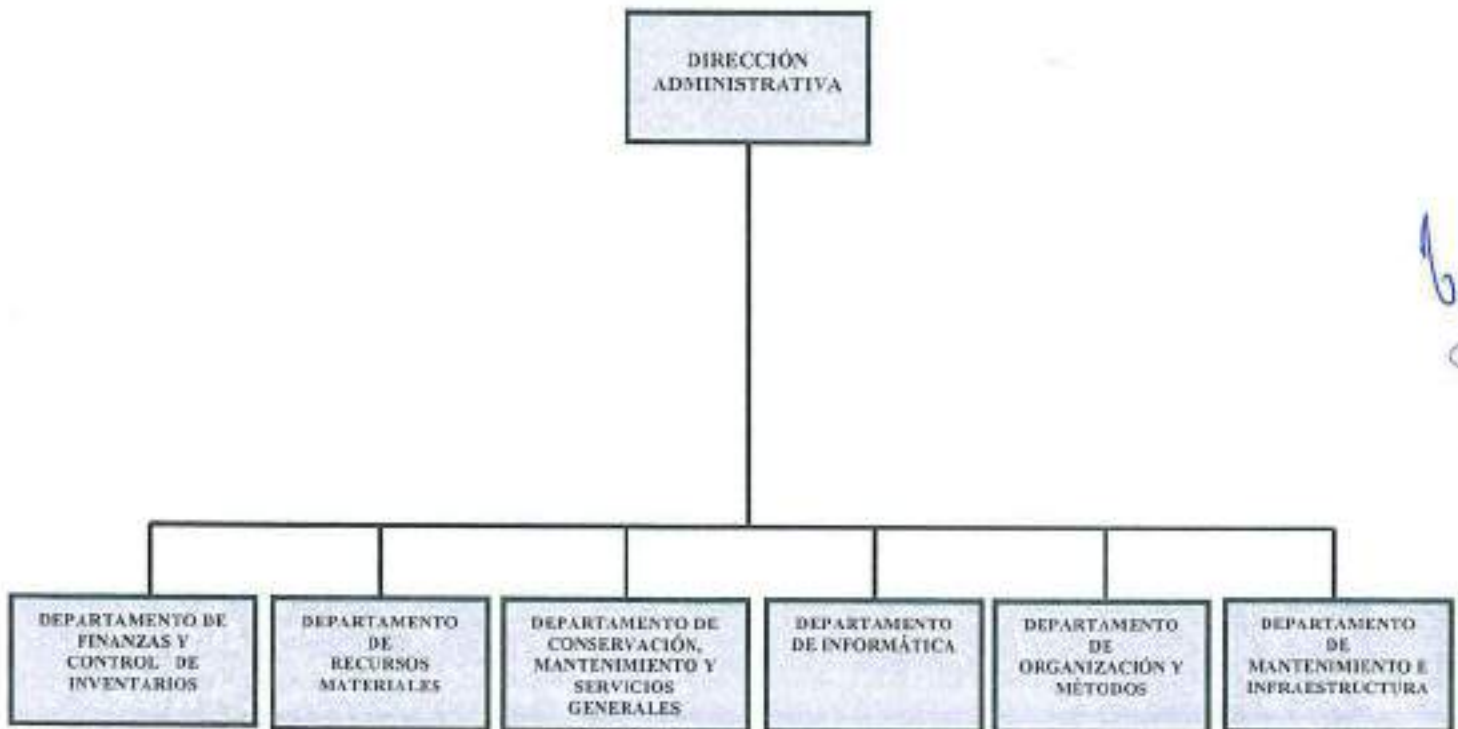 DIRECCIÓN
ADMINISTRATIVA
DEPARTAMENTO DE
FINANZAS Y
CONTROL DE
INVENTARIOS
DEPARTAMENTO
DE
RECURSOS
MATERIALES
DEPARTAMENTO DE
CONSERVACIÓN,
MANTENIMIENTO Y
SERVICIOS
GENERALES
DEPARTAMENTO
DE INFORMÁTICA
DEPARTAMENTO
DE
ORGANIZACIÓN Y
MÉTODOS
DEPARTAMENTO
DE
MANTENIMIENTO E
INFRAESTRUCTURA